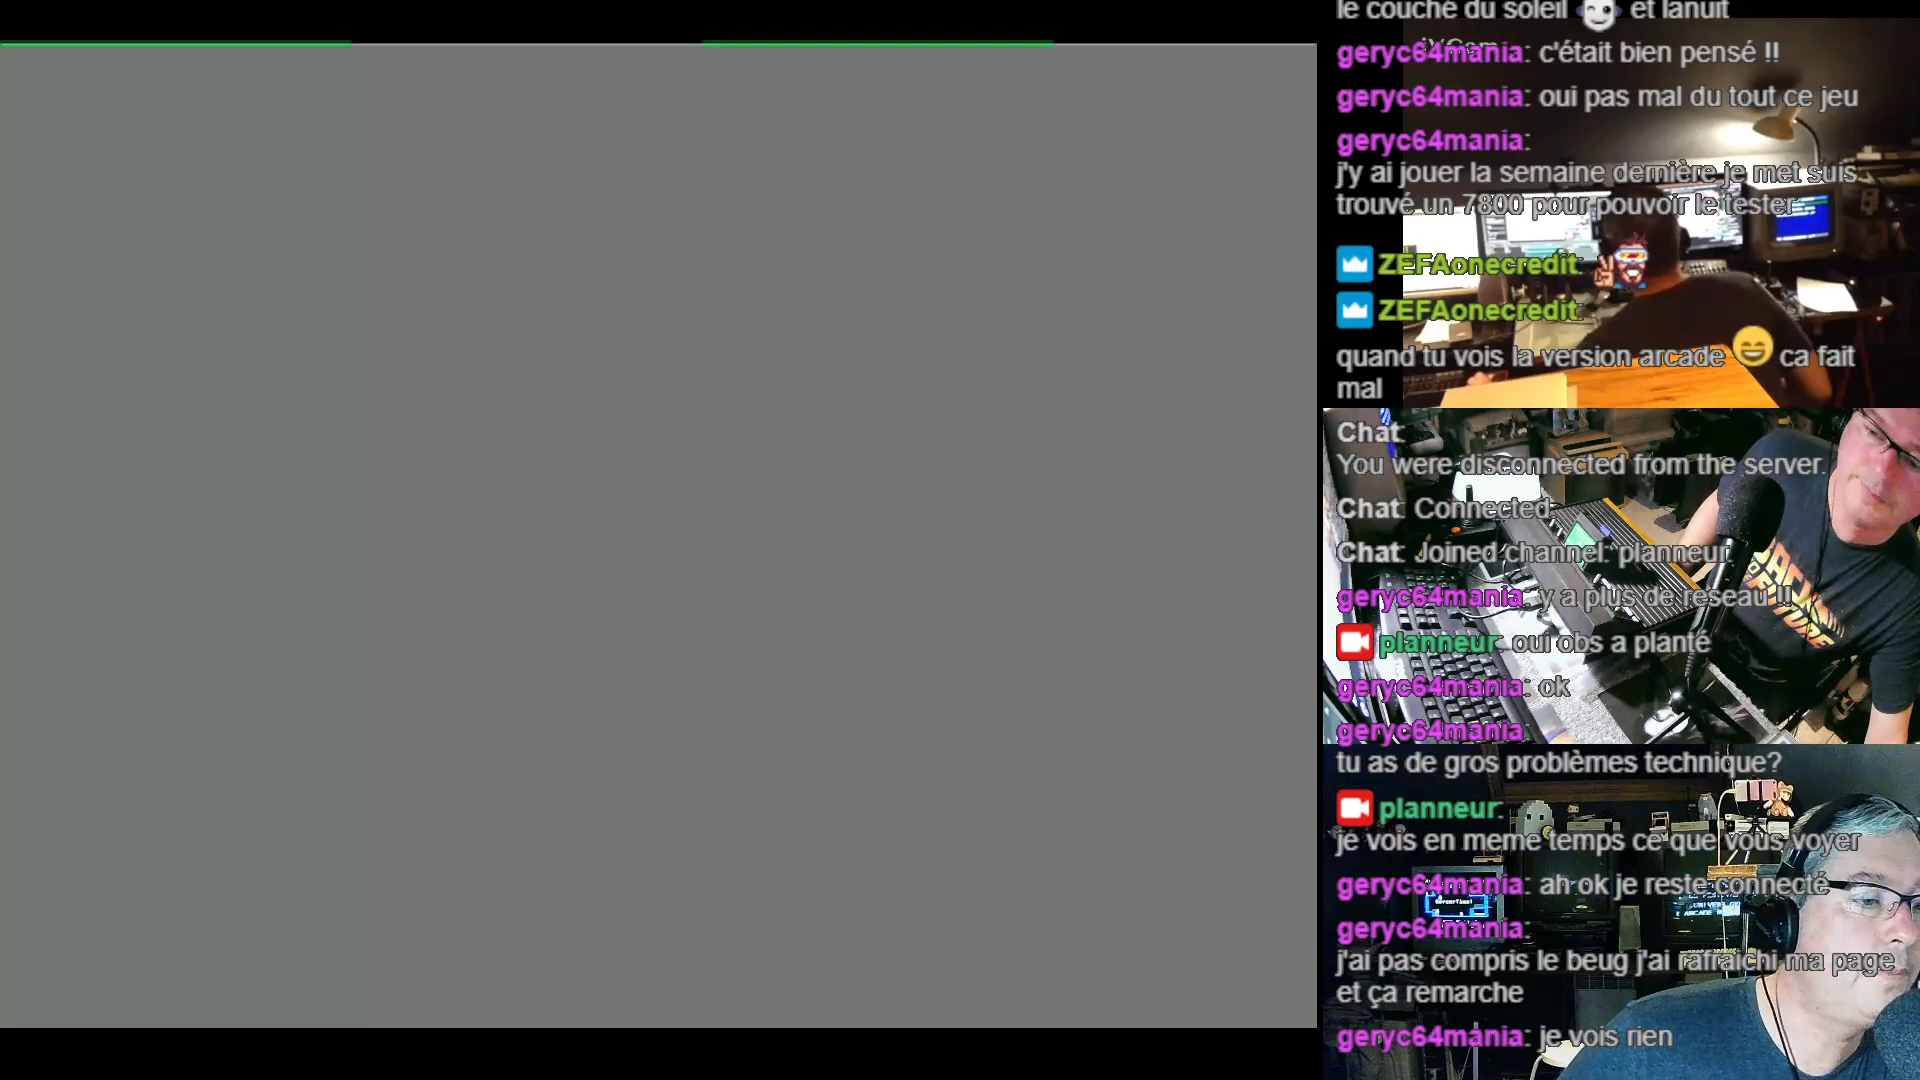 le couché du soleil et lanuit
geryc64mania: c'était bien pensé !!
geryc64mania: oui pas mal du tout ce jeu
geryc64mania:
j'y ai jouer la semaine dernière je met suis
trouvé un 7800 pour pouvoir le tester
ZEFAonecredit:
ZEFAonecredit:
quand tu vois la version arcade ca fait
mal
Chat:
You were disconnected from the server.
Chat: Connected
Chat: Joined channel: planneur
geryc64mania: y a plus de reseau !!
BACK
TO THE
FUTURE
planneur: oui obs a planté
geryc64mania: ok
geryc64mania:
tu as de gros problèmes technique?
planneur:
je vois en meme temps ce que vous voyer
geryc64mania: ah ok je reste connecté
geryc64mania:
j'ai pas compris le beug j'ai rafraichi ma page
et ça remarche
geryc64mania: je vois rien